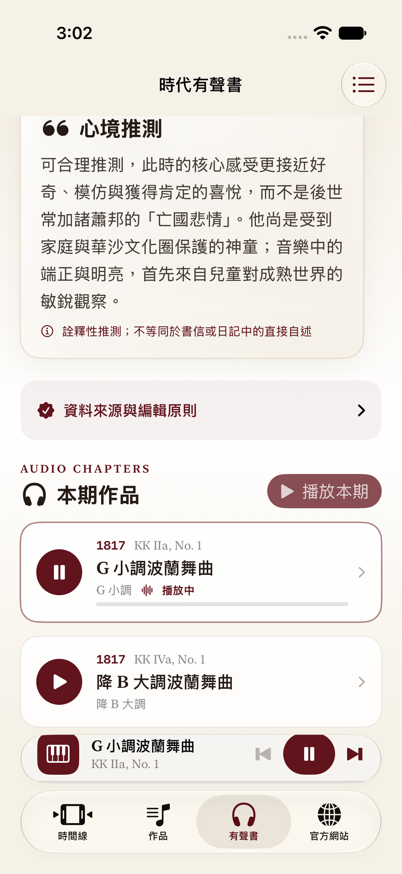 3:02
時代有聲書
心境推測
可合理推測，此時的核心感受更接近好
奇、模仿與獲得肯定的喜悅，而不是後世
常加諸蕭邦的「亡國悲情」。他尚是受到
家庭與華沙文化圈保護的神童；音樂中的
端正與明亮，首先來自兒童對成熟世界的
敏銳觀察。
詮釋性推測；不等同於書信或日記中的直接自述
資料來源與編輯原則
AUDIO CHAPTERS
本期作品
播放本期
1817 KK IIa, No. 1
G 小調波蘭舞曲
G 小調 播放中
1817 KK IVa, No. 1
降 B 大調波蘭舞曲
降 B 大調
G 小調波蘭舞曲
KK IIa, No. 1
時間線
作品
有聲書
官方網站